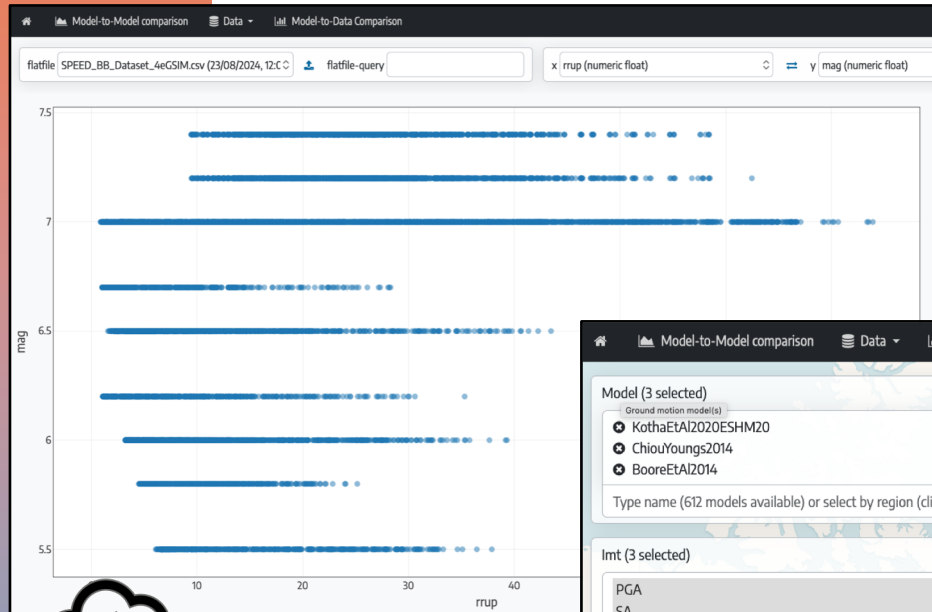 Model-to-Model comparison Data Model-to-Data Comparison
flatfile SPEED_BB_Dataset_4eGSIM.csv (23/08/2024, 12:0 flatfile-query x rrup (numeric float) y mag (numeric float)
7.5
7
6.5
6
5.5
mag
10 20 30 40
rrup
Model-to-Model comparison Data
Model (3 selected)
Ground motion model(s)
KothaEtAl2020ESHM20
ChiouYoungs2014
BooreEtAl2014
Type name (612 models available) or select by region (cli
Imt (3 selected)
PGA
SA